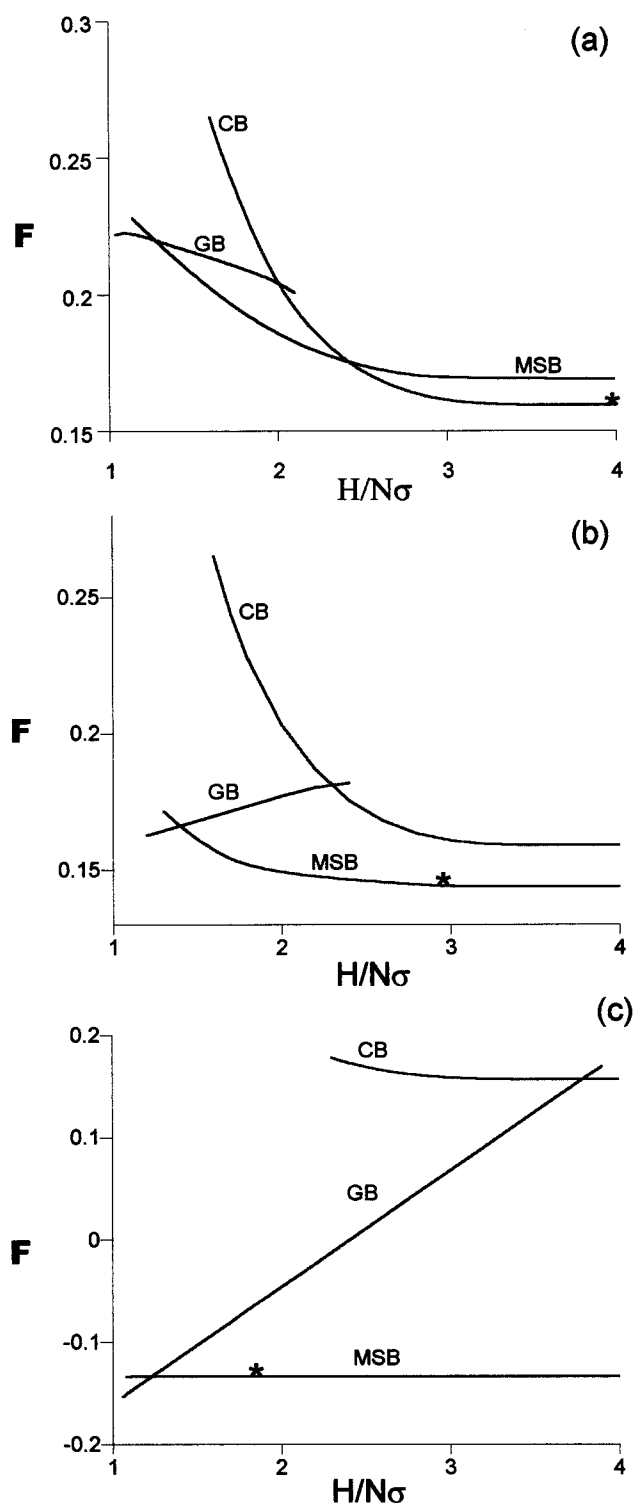 (a)
0.3
CB
0.25
F
GB
0.2
MSB
*
0.15
1 2 3 4
H/Nσ
(b)
0.25
CB
0.2
F
GB
MSB
*
0.15
1 2 3 4
H/Nσ
(c)
0.2
CB
0.1
GB
0
F
MSB
*
-0.1
-0.2
1 2 3 4
H/Nσ